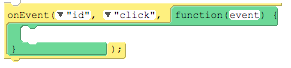 onEvent(▼"id", ▼"click", function(event) {
} );